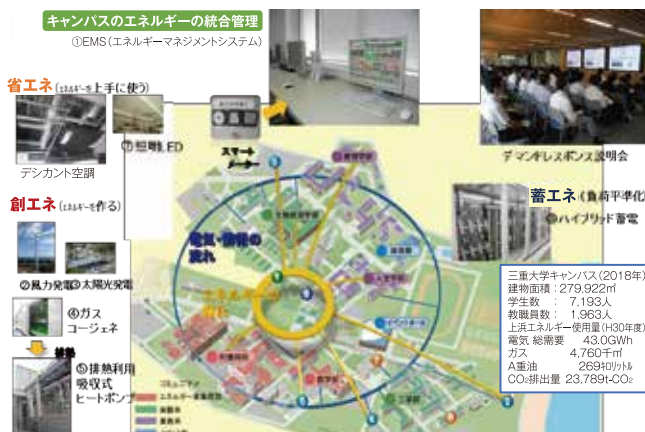 キャンパスのエネルギーの統合管理
①EMS(エネルギーマネジメントシステム)
省エネ(エネルギーを上手に使う)
デシカント空調
⑦照明LED
スマート
メーター
デマンドレスポンス説明会
創エネ(エネルギーを作る)
②風力発電
③太陽光発電
④ガス
コージェネ
⑤排熱利用
吸収式
ヒートポンプ
電気・情報の
流れ
蓄エネ(負荷平準化)
ハイブリッド蓄電
三重大学キャンパス(2018年)
建物面積:279,922㎡
学生数 : 7,193人
教職員数: 1,963人
上浜エネルギー使用量(H30年度)
電気 総需要 43.0GWh
ガス 4,760千㎥
A重油 269キロリットル
CO₂排出量 23,789t-CO₂